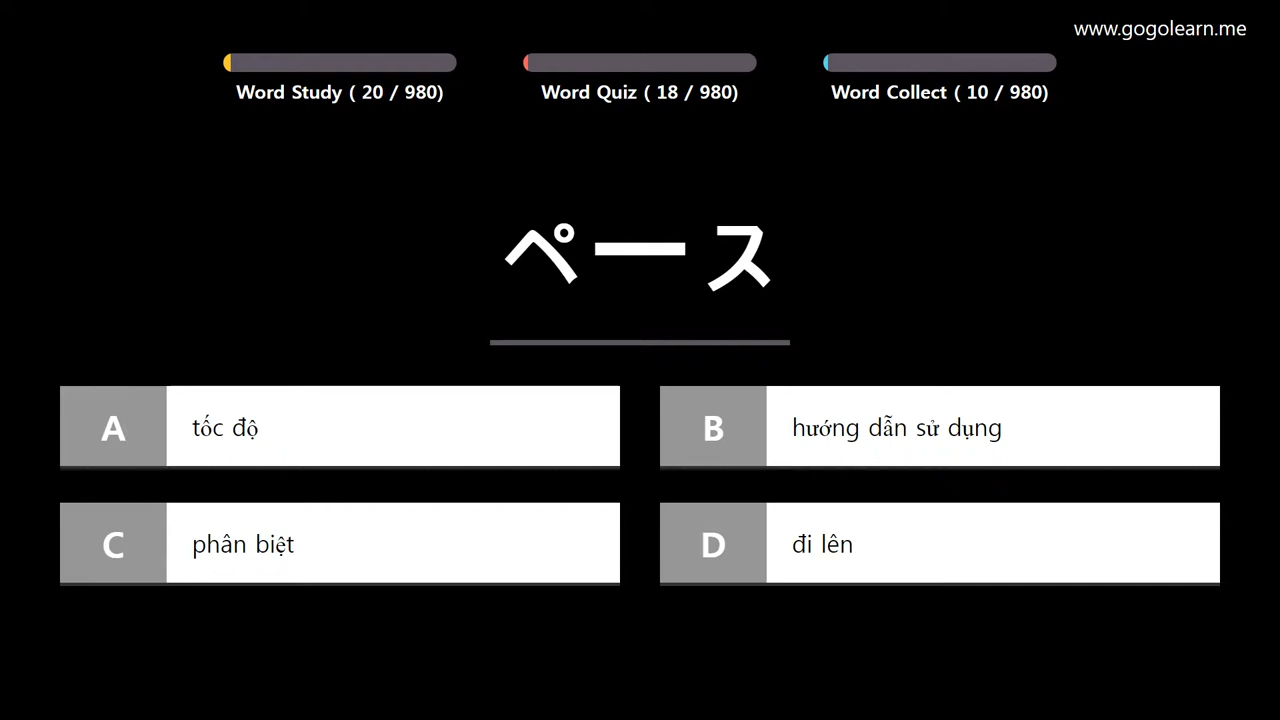 www.gogolearn.me
Word Study ( 20 / 980)
Word Quiz ( 18 / 980)
Word Collect ( 10 / 980)
ペース
A tốc độ
B hướng dẫn sử dụng
C phân biệt
D đi lên